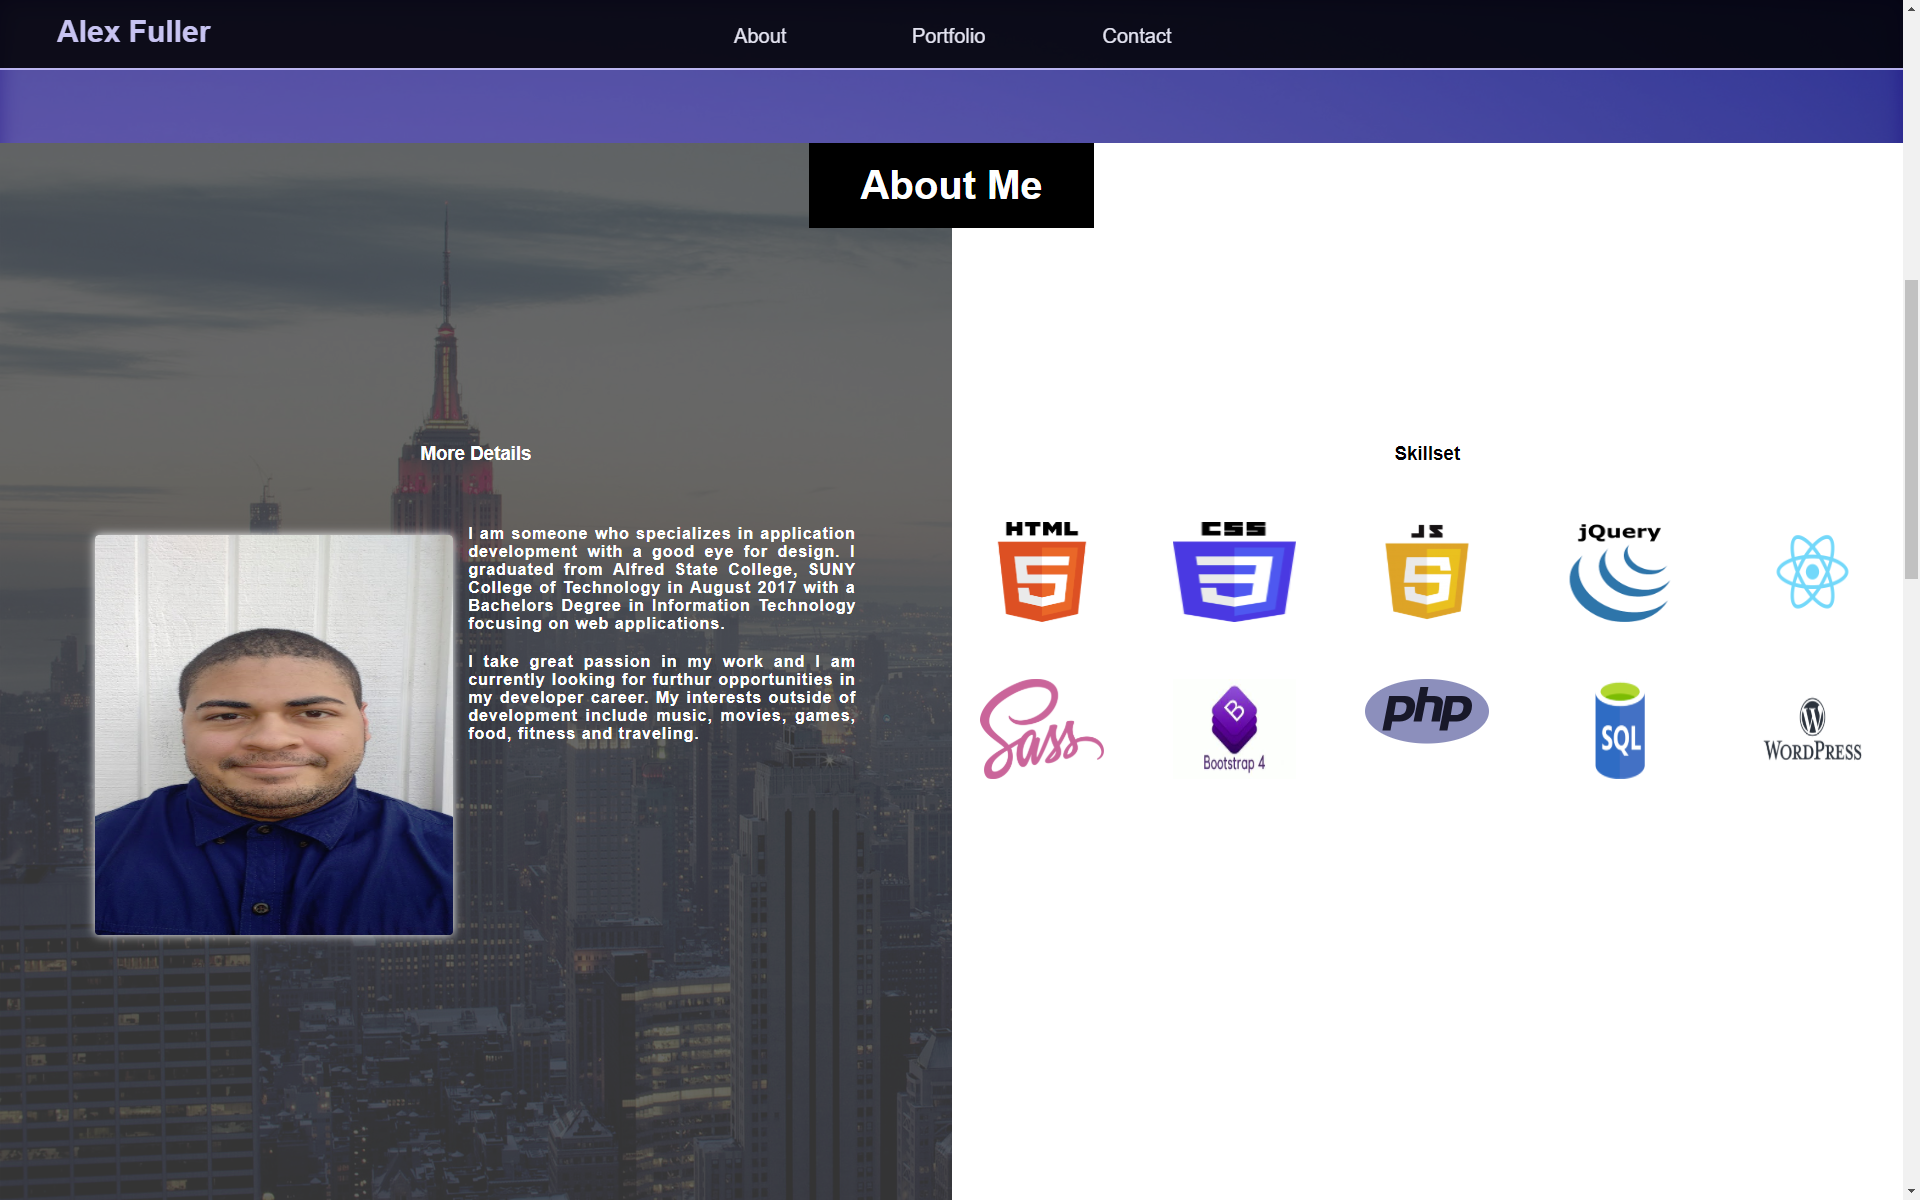 Alex Fuller
About
Portfolio
Contact
About Me
More Details
I am someone who specializes in application
development with a good eye for design. I
graduated from Alfred State College, SUNY
College of Technology in August 2017 with a
Bachelors Degree in Information Technology
focusing on web applications.
I take great passion in my work and I am
currently looking for furthur opportunities in
my developer career. My interests outside of
development include music, movies, games,
food, fitness and traveling.
Skillset
HTML
5
CSS
3
JS
5
jQuery
Sass
B
Bootstrap 4
php
SQL
W
WORDPRESS